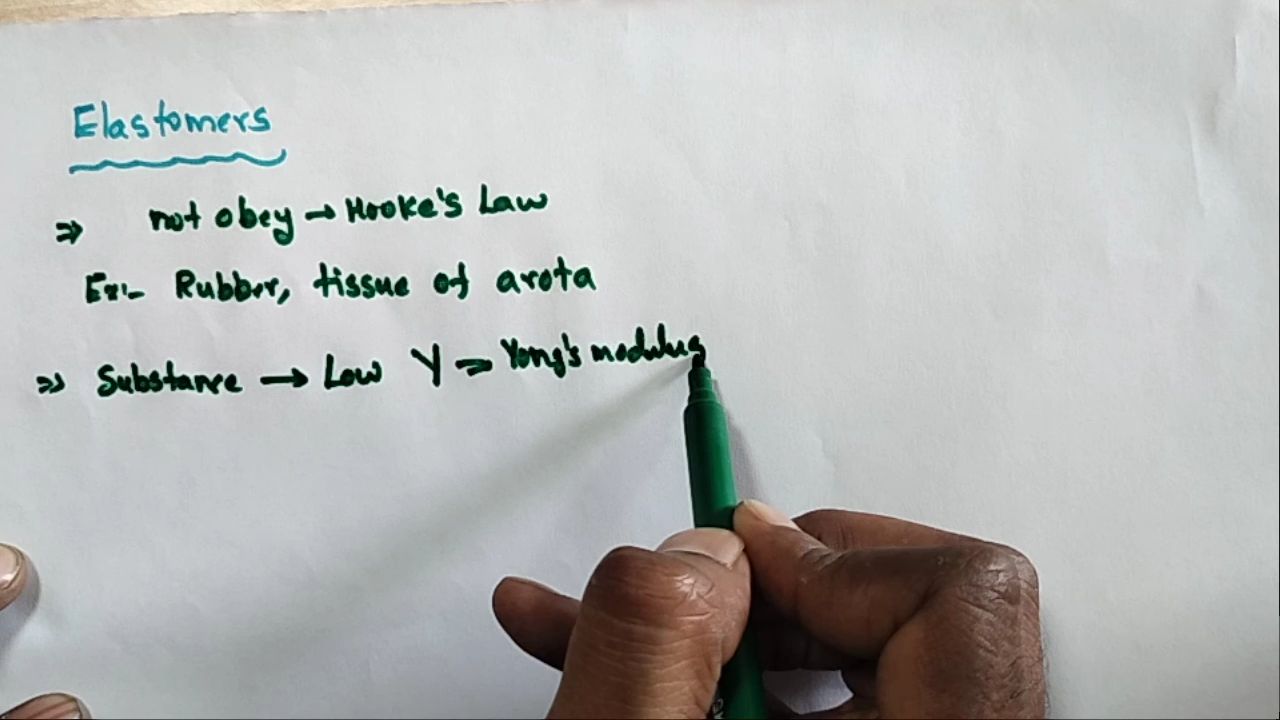 Elastomers
⇒ not obey → Hooke's Law
Ex:- Rubber, tissue of arota
⇒ Substance → Low Y ⇒ Yong's modulus